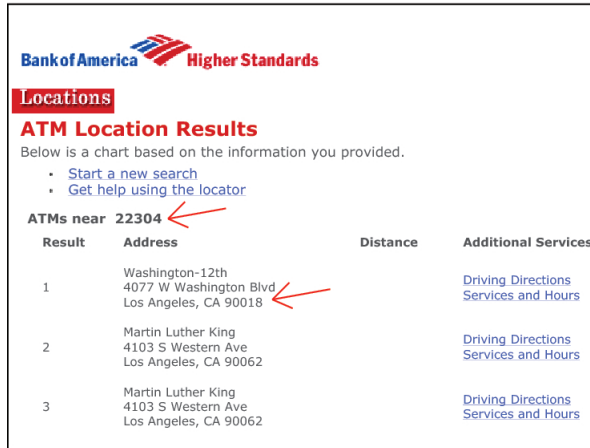 Bank of America Higher Standards
Locations
ATM Location Results
Below is a chart based on the information you provided.
Start a new search
Get help using the locator
ATMs near 22304
Result Address Distance Additional Services
1 Washington-12th
4077 W Washington Blvd
Los Angeles, CA 90018
Driving Directions
Services and Hours
2 Martin Luther King
4103 S Western Ave
Los Angeles, CA 90062
Driving Directions
Services and Hours
3 Martin Luther King
4103 S Western Ave
Los Angeles, CA 90062
Driving Directions
Services and Hours